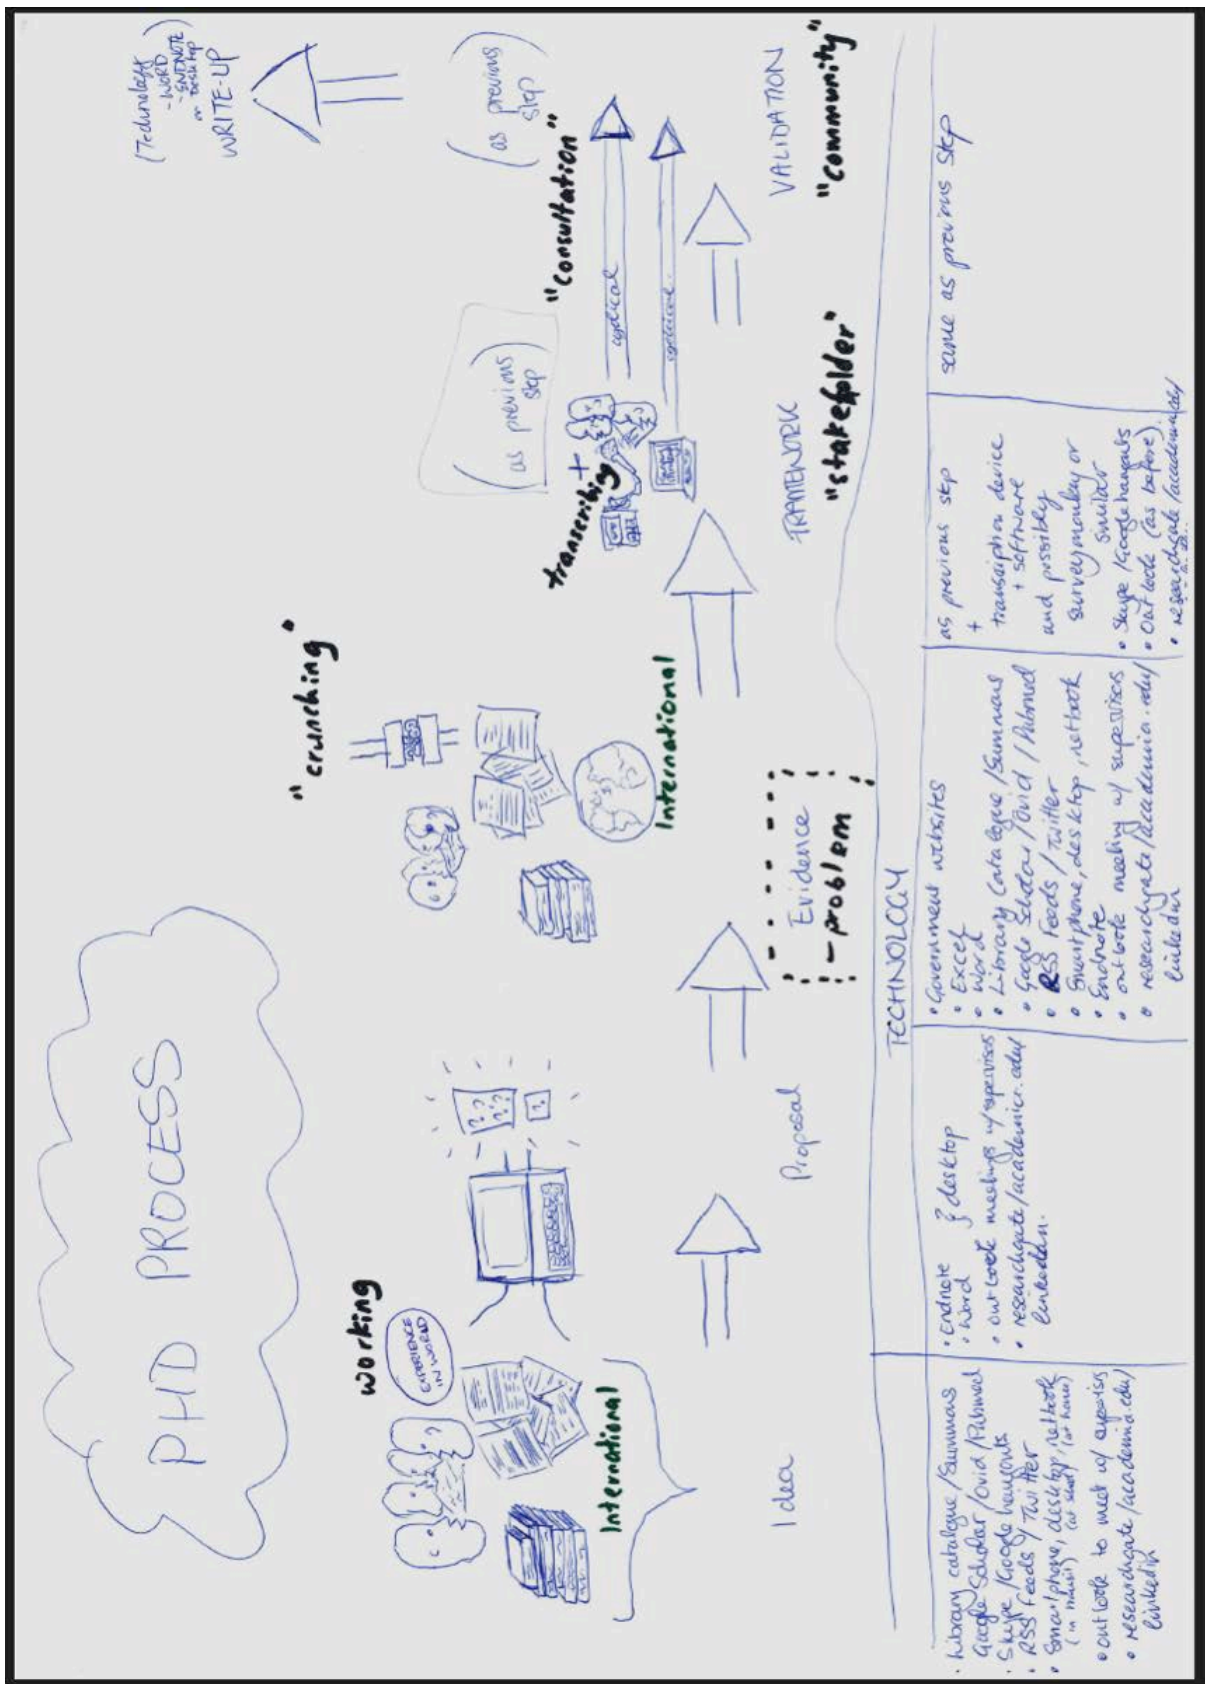 PHD PROCESS
working
EXPERIENCE
IN WORLD
International
Idea
? ? ?
? ?
?
Proposal
"crunching"
International
Evidence
- problem
transcribing
+
(as previous
step)
"consultation"
cyclical
cyclical
FRAMEWORK
"stakeholder"
(as previous
step)
VALIDATION
"community"
(Technology
- WORD
- ENDNOTE
on Desktop
WRITE-UP
TECHNOLOGY
• Library catalogue/Summons
Google Scholar/Ovid/Pubmed
• Skype/Google hangouts
• RSS Feeds/Twitter
• Smartphone, desktop, netbook
(at home)
• outlook to meet w/
• researchgate/academia.edu/
linkedin
• Endnote
• Word } desktop
• outlook meetings w/ supervisors
• researchgate/academice.edu/
linkedin.
• Government websites
• Excel
• Word
• Library Catalogue/Summons
• Google Scholar/Ovid/Pubmed
• RSS Feeds/Twitter
• Smartphone, desktop, netbook
• Endnote
• outlook meeting w/ supervisors
• researchgate/academia.edu/
linkedin
as previous step
+
transcription device
+ software
and possibly
surveymonkey or
similar
• Skype/Google hangouts
• Outlook (as before)
• researchgate/academia.edu/
same as previous step